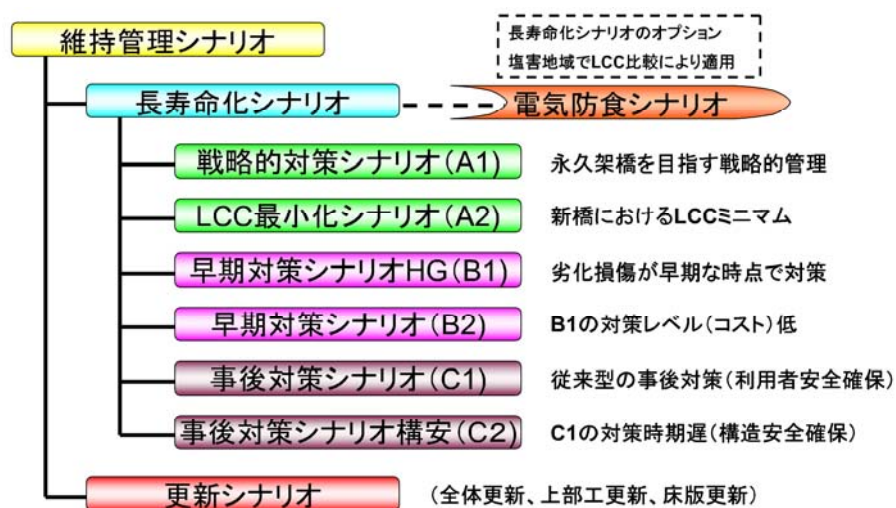 維持管理シナリオ
長寿命化シナリオのオプション
塩害地域でLCC比較により適用
長寿命化シナリオ
電気防食シナリオ
戦略的対策シナリオ(A1) 永久架橋を目指す戦略的管理
LCC最小化シナリオ(A2) 新橋におけるLCCミニマム
早期対策シナリオHG(B1) 劣化損傷が早期な時点で対策
早期対策シナリオ(B2) B1の対策レベル(コスト)低
事後対策シナリオ(C1) 従来型の事後対策(利用者安全確保)
事後対策シナリオ構安(C2) C1の対策時期遅(構造安全確保)
更新シナリオ (全体更新、上部工更新、床版更新)